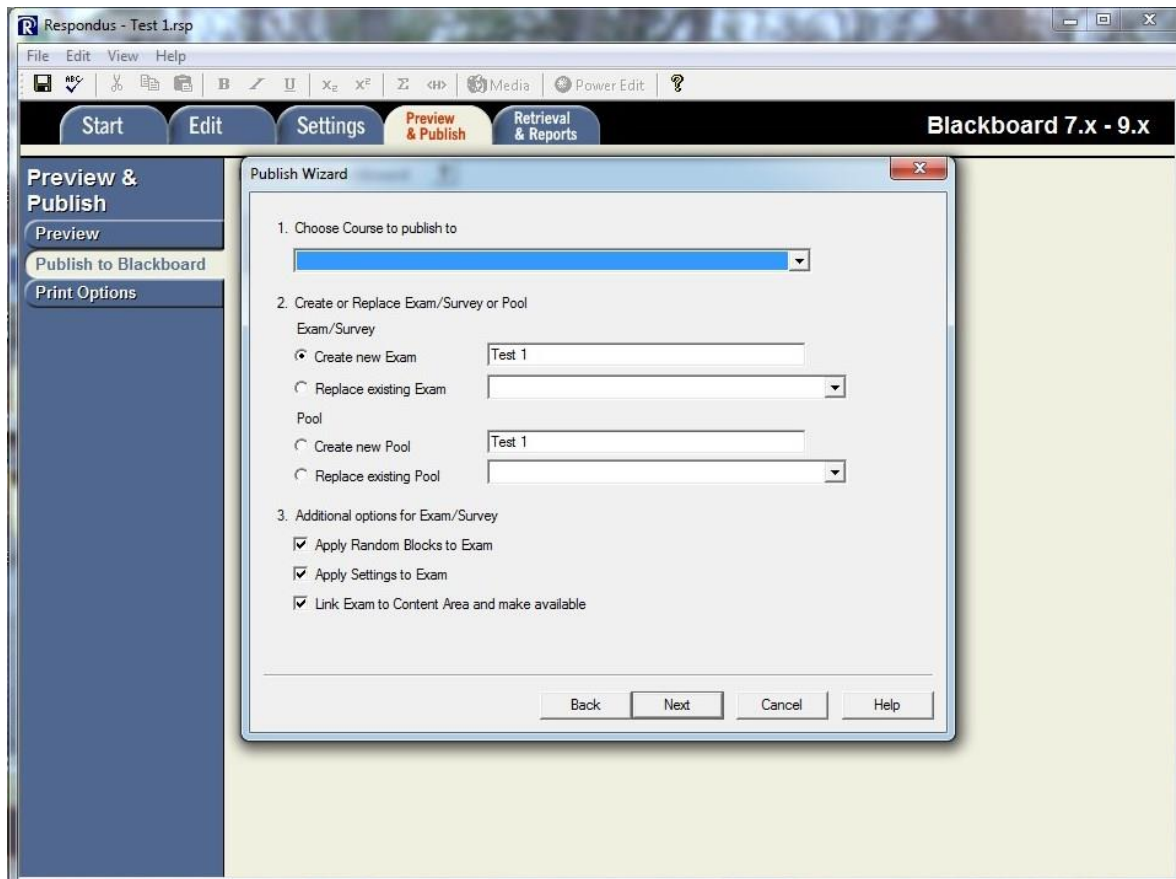 Respondus - Test 1.rsp
File Edit View Help
ABC B I U X₂ X² Σ <H> Media Power Edit ?
Start Edit Settings Preview & Publish Retrieval & Reports Blackboard 7.x - 9.x
Preview & Publish
Preview
Publish to Blackboard
Print Options
Publish Wizard
1. Choose Course to publish to
2. Create or Replace Exam/Survey or Pool
Exam/Survey
Create new Exam Test 1
Replace existing Exam
Pool
Create new Pool Test 1
Replace existing Pool
3. Additional options for Exam/Survey
Apply Random Blocks to Exam
Apply Settings to Exam
Link Exam to Content Area and make available
Back Next Cancel Help